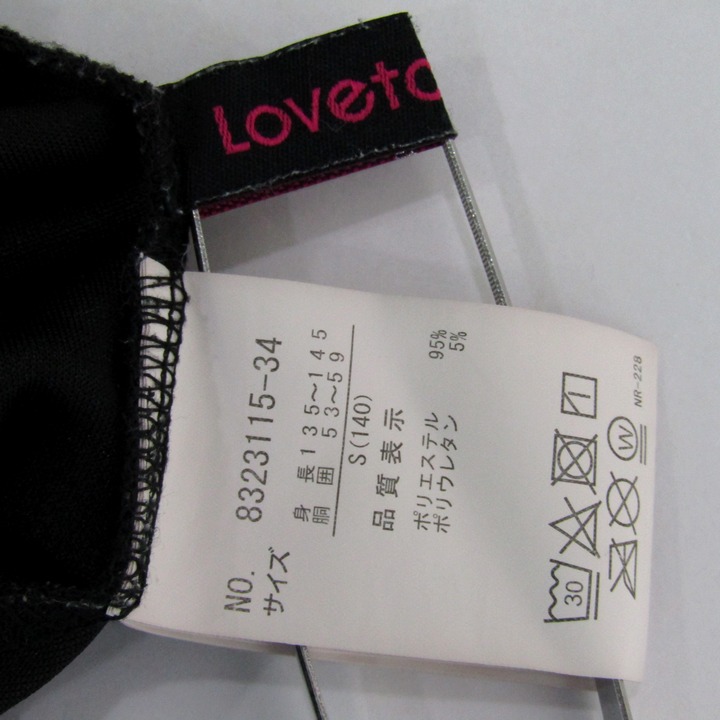 Loveto
NO. 8323115-34
サイズ
身長 135〜145
胴囲 53〜59
S(140)
品質表示
ポリエステル 95%
ポリウレタン 5%
30
W
NR-228